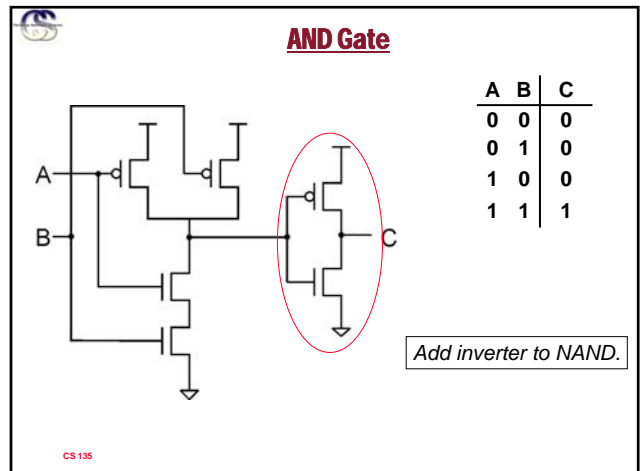 AND Gate
A B C
0 0 0
0 1 0
1 0 0
1 1 1
A
B
C
Add inverter to NAND.
CS 135